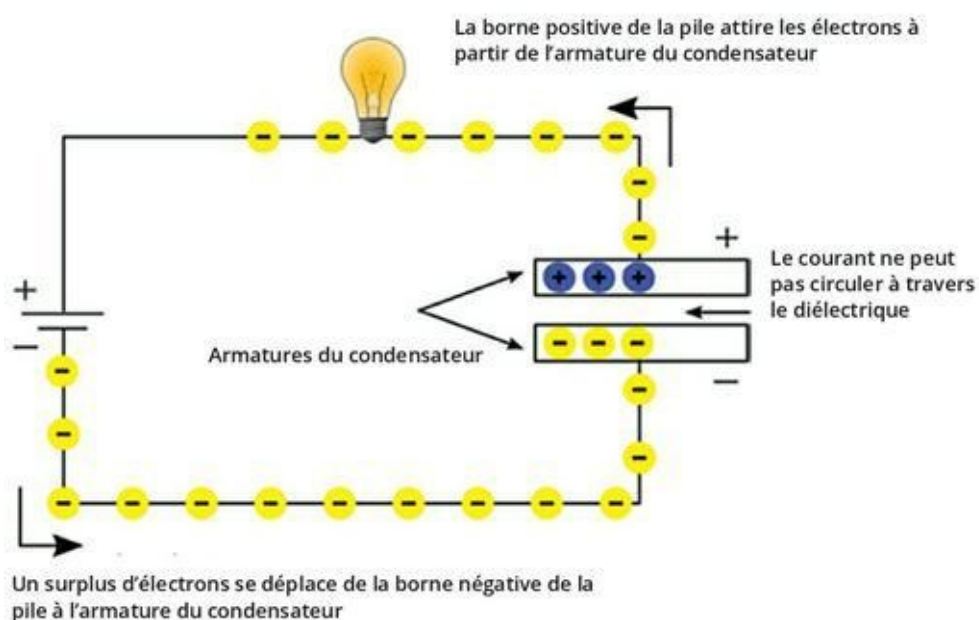 La borne positive de la pile attire les électrons à
partir de l'armature du condensateur
+
Le courant ne peut
pas circuler à travers
le diélectrique
+
−
Armatures du condensateur
−
Un surplus d'électrons se déplace de la borne négative de la
pile à l'armature du condensateur